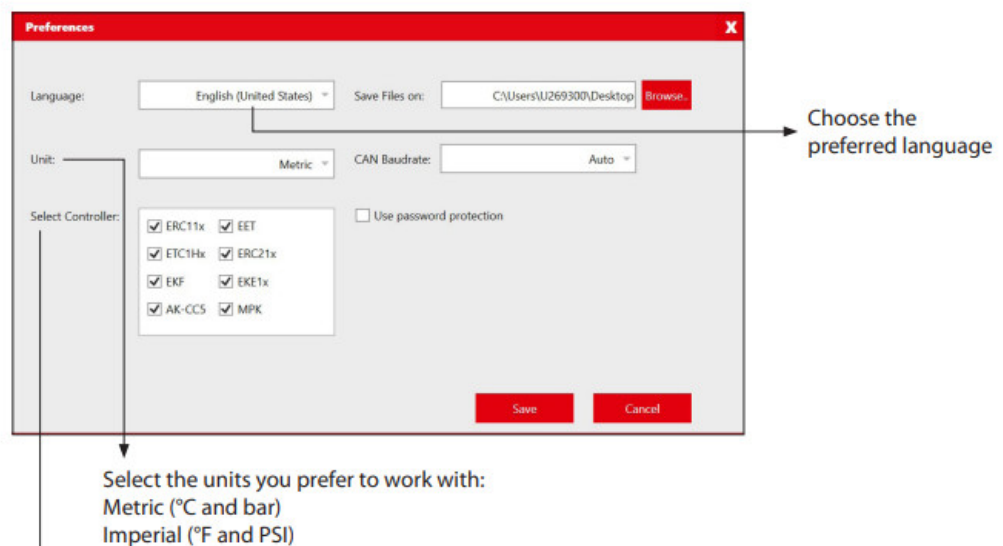 Preferences X
Language: English (United States) Save Files on: C:\Users\U269300\Desktop Browse..
Choose the
preferred language
Unit: Metric CAN Baudrate: Auto
Select Controller: Use password protection
ERC11x EET
ETC1Hx ERC21x
EKF EKE1x
AK-CC5 MPK
Save Cancel
Select the units you prefer to work with:
Metric (°C and bar)
Imperial (°F and PSI)